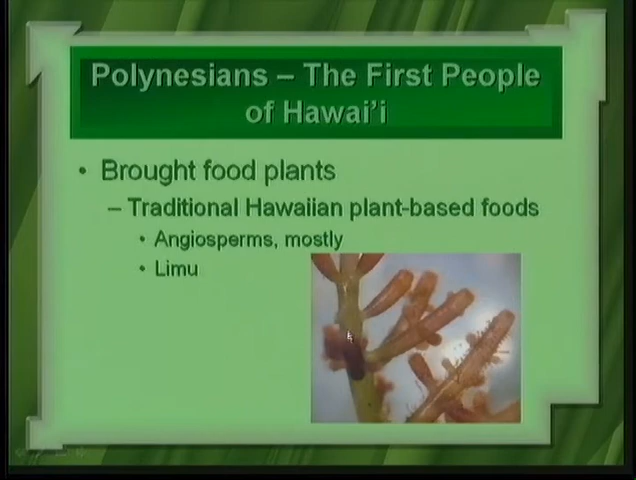 Polynesians – The First People
of Hawai'i
• Brought food plants
– Traditional Hawaiian plant-based foods
• Angiosperms, mostly
• Limu